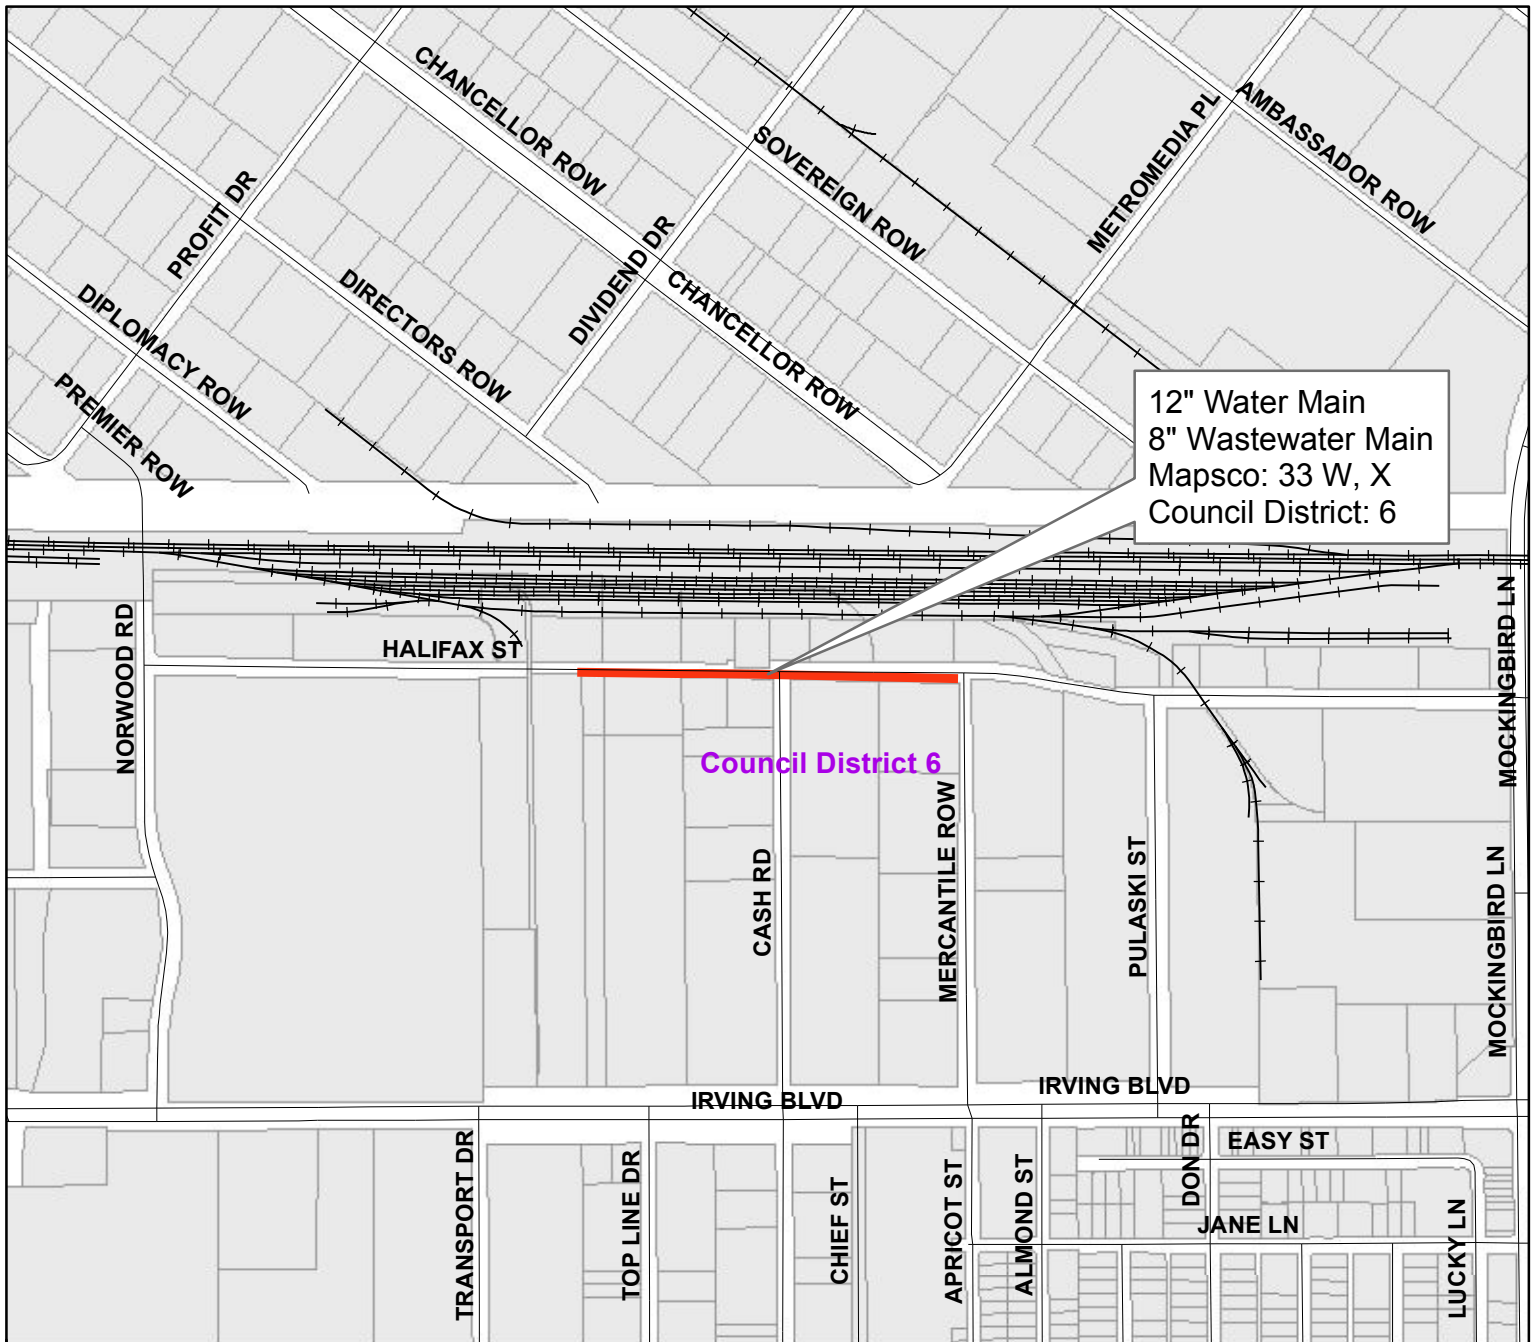 CHANCELLOR ROW
AMBASSADOR ROW
METROMEDIA PL
SOVEREIGN ROW
PROFIT DR
DIVIDEND DR
DIRECTORS ROW
CHANCELLOR ROW
DIPLOMACY ROW
PREMIER ROW
12" Water Main
8" Wastewater Main
Mapsco: 33 W, X
Council District: 6
NORWOOD RD
HALIFAX ST
MOCKINGBIRD LN
Council District 6
CASH RD
MERCANTILE ROW
PULASKI ST
MOCKINGBIRD LN
IRVING BLVD
IRVING BLVD
TRANSPORT DR
TOP LINE DR
CHIEF ST
APRICOT ST
ALMOND ST
DON DR
EASY ST
JANE LN
LUCKY LN